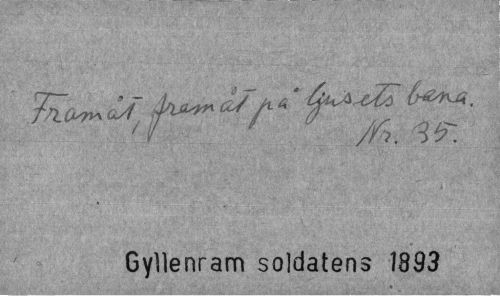 Framåt, framåt på ljusets bana.
Nr. 35.
Gyllenram soldatens 1893